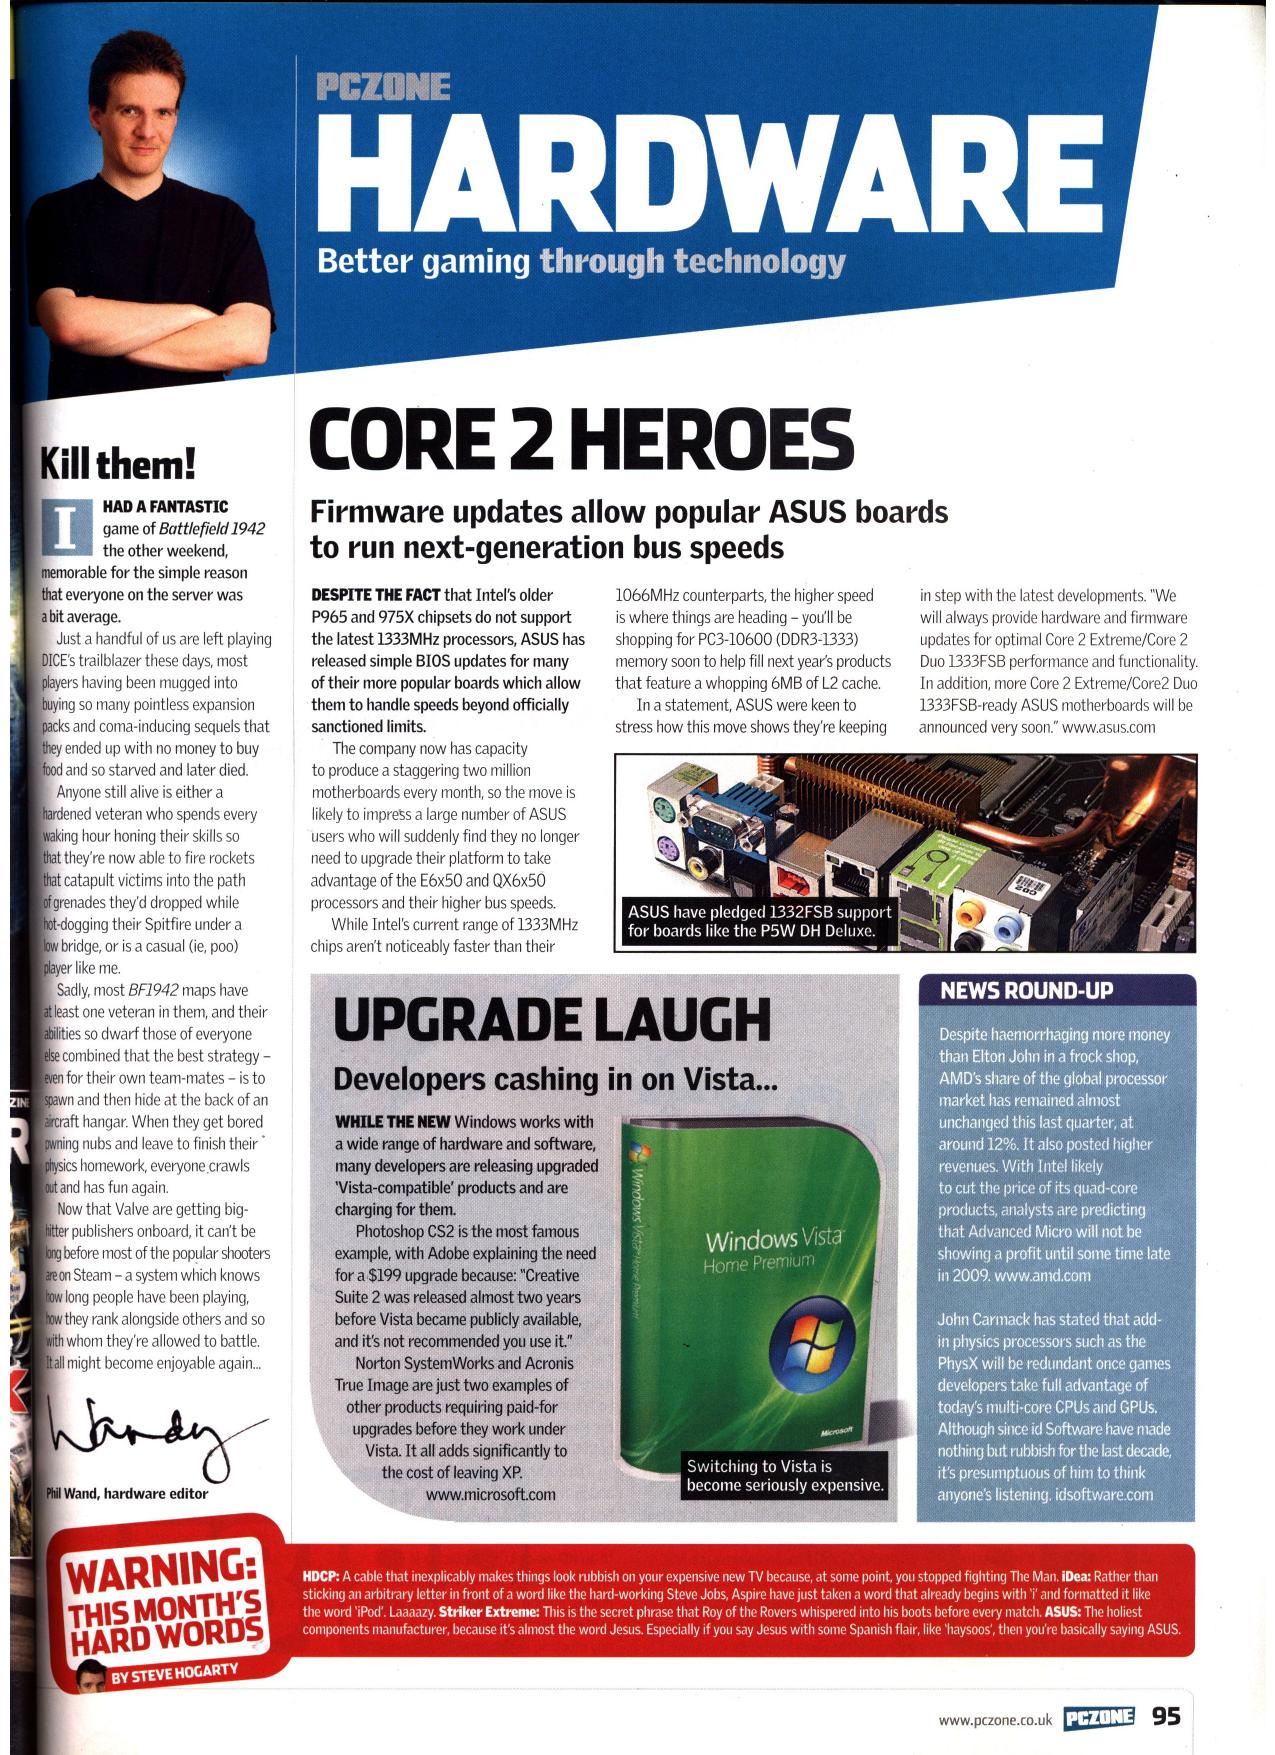 PCZONE
HARDWARE
Better gaming through technology
Kill them!
I HAD A FANTASTIC
game of Battlefield 1942
the other weekend,
memorable for the simple reason
that everyone on the server was
a bit average.
Just a handful of us are left playing
DICE's trailblazer these days, most
players having been mugged into
buying so many pointless expansion
packs and coma-inducing sequels that
they ended up with no money to buy
food and so starved and later died.
Anyone still alive is either a
hardened veteran who spends every
waking hour honing their skills so
that they're now able to fire rockets
that catapult victims into the path
of grenades they'd dropped while
hot-dogging their Spitfire under a
low bridge, or is a casual (ie, poo)
player like me.
Sadly, most BF1942 maps have
at least one veteran in them, and their
abilities so dwarf those of everyone
else combined that the best strategy –
even for their own team-mates – is to
spawn and then hide at the back of an
aircraft hangar. When they get bored
pwning nubs and leave to finish their
physics homework, everyone crawls
out and has fun again.
Now that Valve are getting big-
hitter publishers onboard, it can't be
long before most of the popular shooters
are on Steam – a system which knows
how long people have been playing,
how they rank alongside others and so
with whom they're allowed to battle.
It all might become enjoyable again...
Wandy
Phil Wand, hardware editor
CORE 2 HEROES
Firmware updates allow popular ASUS boards
to run next-generation bus speeds
DESPITE THE FACT that Intel's older
P965 and 975X chipsets do not support
the latest 1333MHz processors, ASUS has
released simple BIOS updates for many
of their more popular boards which allow
them to handle speeds beyond officially
sanctioned limits.
The company now has capacity
to produce a staggering two million
motherboards every month, so the move is
likely to impress a large number of ASUS
users who will suddenly find they no longer
need to upgrade their platform to take
advantage of the E6x50 and QX6x50
processors and their higher bus speeds.
While Intel's current range of 1333MHz
chips aren't noticeably faster than their
1066MHz counterparts, the higher speed
is where things are heading – you'll be
shopping for PC3-10600 (DDR3-1333)
memory soon to help fill next year's products
that feature a whopping 6MB of L2 cache.
In a statement, ASUS were keen to
stress how this move shows they're keeping
in step with the latest developments. "We
will always provide hardware and firmware
updates for optimal Core 2 Extreme/Core 2
Duo 1333FSB performance and functionality.
In addition, more Core 2 Extreme/Core2 Duo
1333FSB-ready ASUS motherboards will be
announced very soon." www.asus.com
ASUS have pledged 1332FSB support
for boards like the P5W DH Deluxe.
UPGRADE LAUGH
Developers cashing in on Vista...
WHILE THE NEW Windows works with
a wide range of hardware and software,
many developers are releasing upgraded
'Vista-compatible' products and are
charging for them.
Photoshop CS2 is the most famous
example, with Adobe explaining the need
for a $199 upgrade because: "Creative
Suite 2 was released almost two years
before Vista became publicly available,
and it's not recommended you use it."
Norton SystemWorks and Acronis
True Image are just two examples of
other products requiring paid-for
upgrades before they work under
Vista. It all adds significantly to
the cost of leaving XP.
www.microsoft.com
Windows Vista Home Premium
Windows Vista
Home Premium
Microsoft
Switching to Vista is
become seriously expensive.
NEWS ROUND-UP
Despite haemorrhaging more money
than Elton John in a frock shop,
AMD's share of the global processor
market has remained almost
unchanged this last quarter, at
around 12%. It also posted higher
revenues. With Intel likely
to cut the price of its quad-core
products, analysts are predicting
that Advanced Micro will not be
showing a profit until some time late
in 2009. www.amd.com
John Carmack has stated that add-
in physics processors such as the
PhysX will be redundant once games
developers take full advantage of
today's multi-core CPUs and GPUs.
Although since id Software have made
nothing but rubbish for the last decade,
it's presumptuous of him to think
anyone's listening. idsoftware.com
WARNING:
THIS MONTH'S
HARD WORDS
BY STEVE HOGARTY
HDCP: A cable that inexplicably makes things look rubbish on your expensive new TV because, at some point, you stopped fighting The Man. iDea: Rather than
sticking an arbitrary letter in front of a word like the hard-working Steve Jobs, Aspire have just taken a word that already begins with 'i' and formatted it like
the word 'iPod'. Laaaazy. Striker Extreme: This is the secret phrase that Roy of the Rovers whispered into his boots before every match. ASUS: The holiest
components manufacturer, because it's almost the word Jesus. Especially if you say Jesus with some Spanish flair, like 'haysoos', then you're basically saying ASUS.
www.pczone.co.uk PCZONE 95